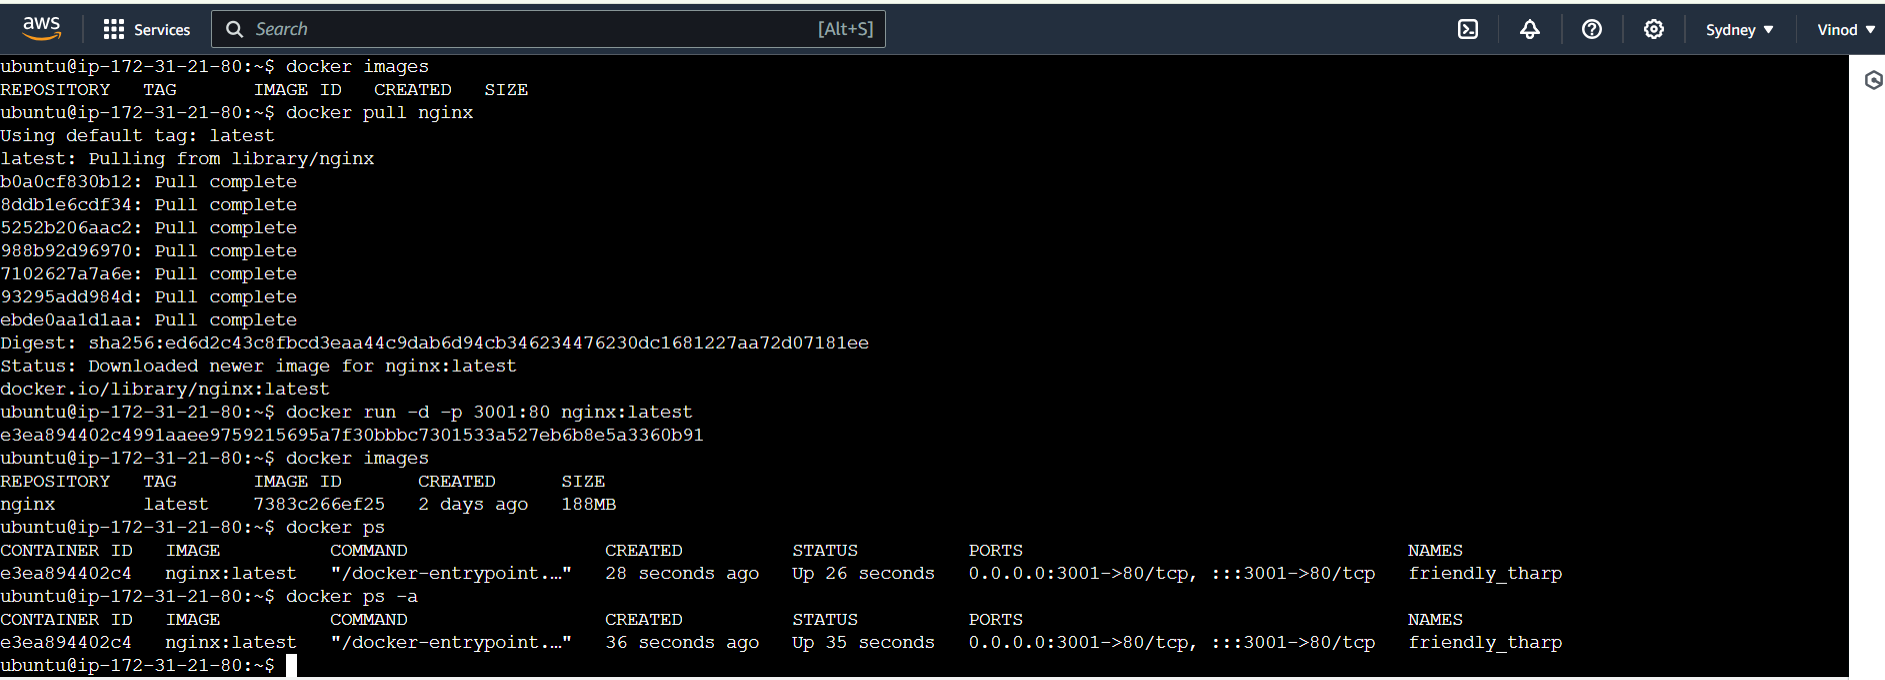 aws Services Search [Alt+S] Sydney Vinod
ubuntu@ip-172-31-21-80:~$ docker images
REPOSITORY TAG IMAGE ID CREATED SIZE
ubuntu@ip-172-31-21-80:~$ docker pull nginx
Using default tag: latest
latest: Pulling from library/nginx
b0a0cf830b12: Pull complete
8ddb1e6cdf34: Pull complete
5252b206aac2: Pull complete
988b92d96970: Pull complete
7102627a7a6e: Pull complete
93295add984d: Pull complete
ebde0aa1d1aa: Pull complete
Digest: sha256:ed6d2c43c8fbcd3eaa44c9dab6d94cb346234476230dc1681227aa72d07181ee
Status: Downloaded newer image for nginx:latest
docker.io/library/nginx:latest
ubuntu@ip-172-31-21-80:~$ docker run -d -p 3001:80 nginx:latest
e3ea894402c4991aaee9759215695a7f30bbbc7301533a527eb6b8e5a3360b91
ubuntu@ip-172-31-21-80:~$ docker images
REPOSITORY TAG IMAGE ID CREATED SIZE
nginx latest 7383c266ef25 2 days ago 188MB
ubuntu@ip-172-31-21-80:~$ docker ps
CONTAINER ID IMAGE COMMAND CREATED STATUS PORTS NAMES
e3ea894402c4 nginx:latest "/docker-entrypoint.…" 28 seconds ago Up 26 seconds 0.0.0.0:3001->80/tcp, :::3001->80/tcp friendly_tharp
ubuntu@ip-172-31-21-80:~$ docker ps -a
CONTAINER ID IMAGE COMMAND CREATED STATUS PORTS NAMES
e3ea894402c4 nginx:latest "/docker-entrypoint.…" 36 seconds ago Up 35 seconds 0.0.0.0:3001->80/tcp, :::3001->80/tcp friendly_tharp
ubuntu@ip-172-31-21-80:~$